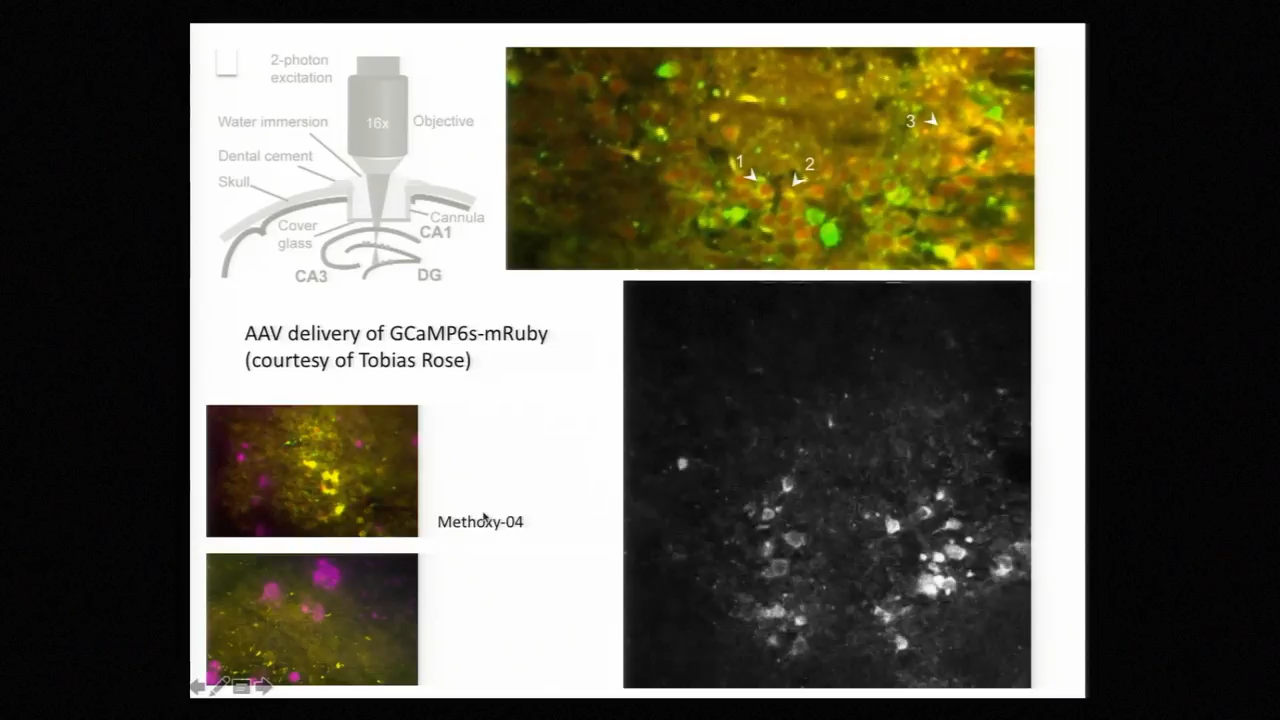 2-photon
excitation
Water immersion
16x
Objective
Dental cement
Skull
Cover
glass
Cannula
CA1
CA3
DG
1
2
3
AAV delivery of GCaMP6s-mRuby
(courtesy of Tobias Rose)
Methoxy-04